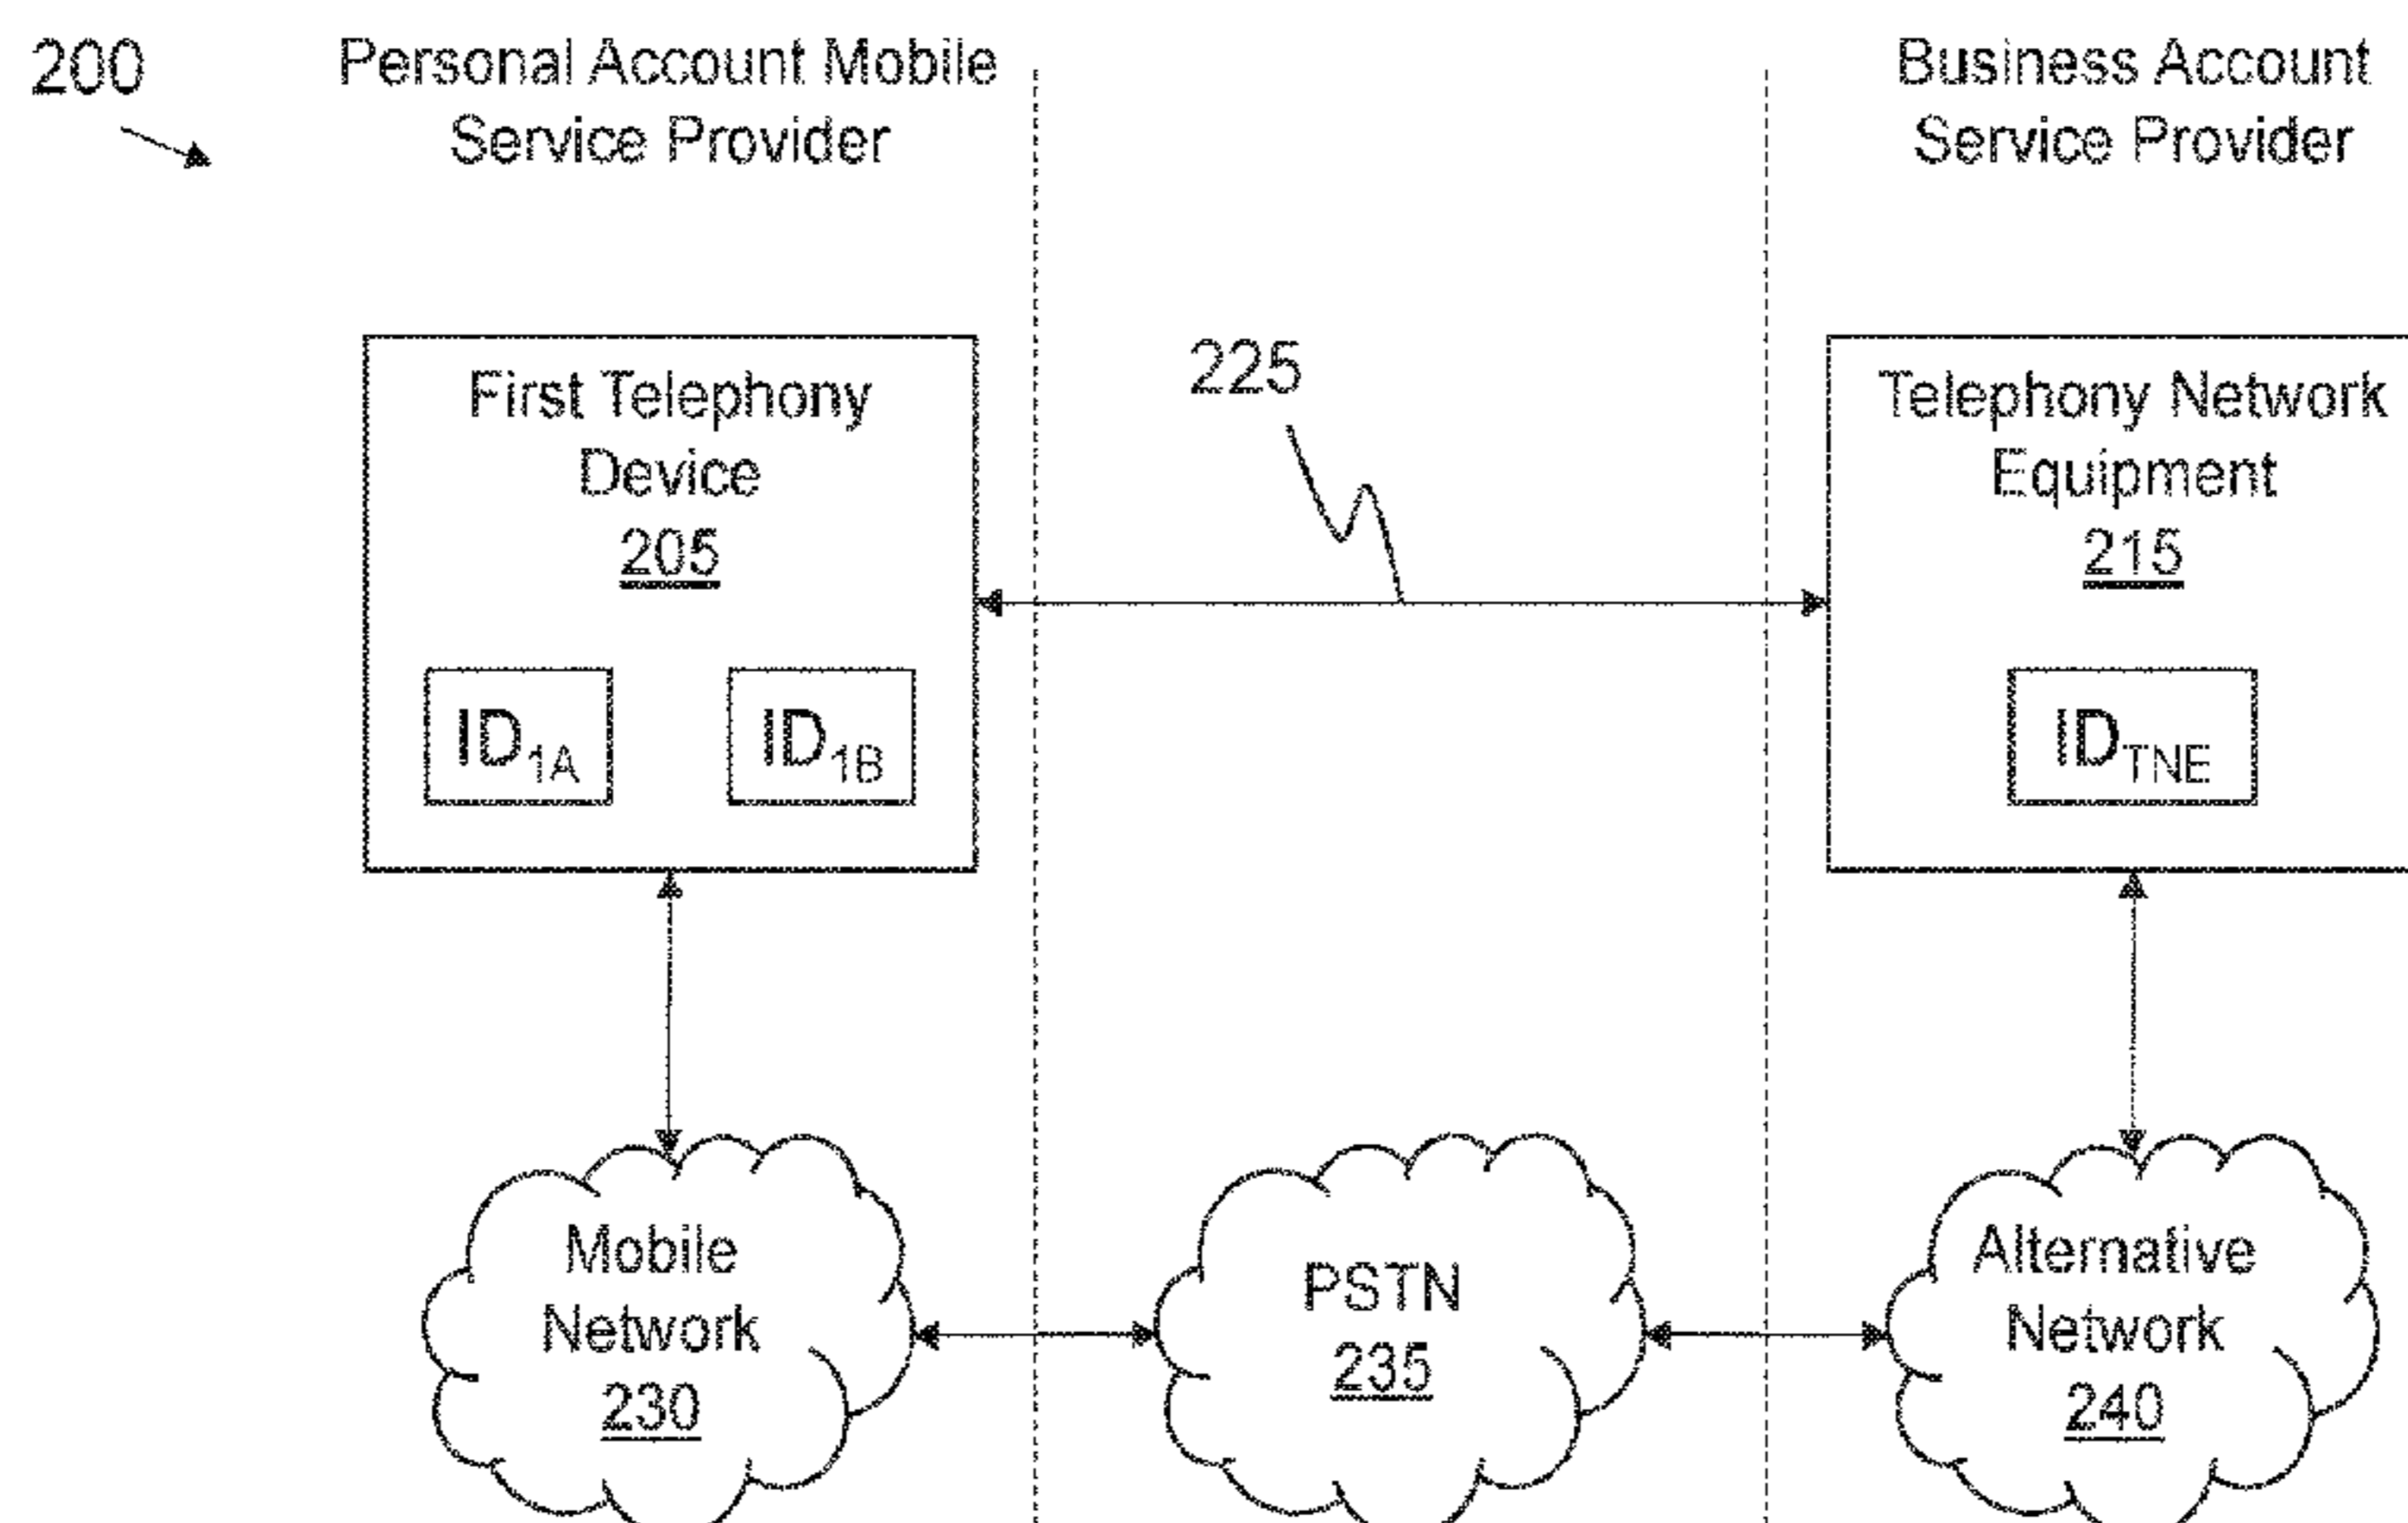 200
Personal Account Mobile
Service Provider
Business Account
Service Provider
First Telephony
Device
205
ID1A
ID1B
225
Telephony Network
Equipment
215
IDTNE
Mobile
Network
230
PSTN
235
Alternative
Network
240